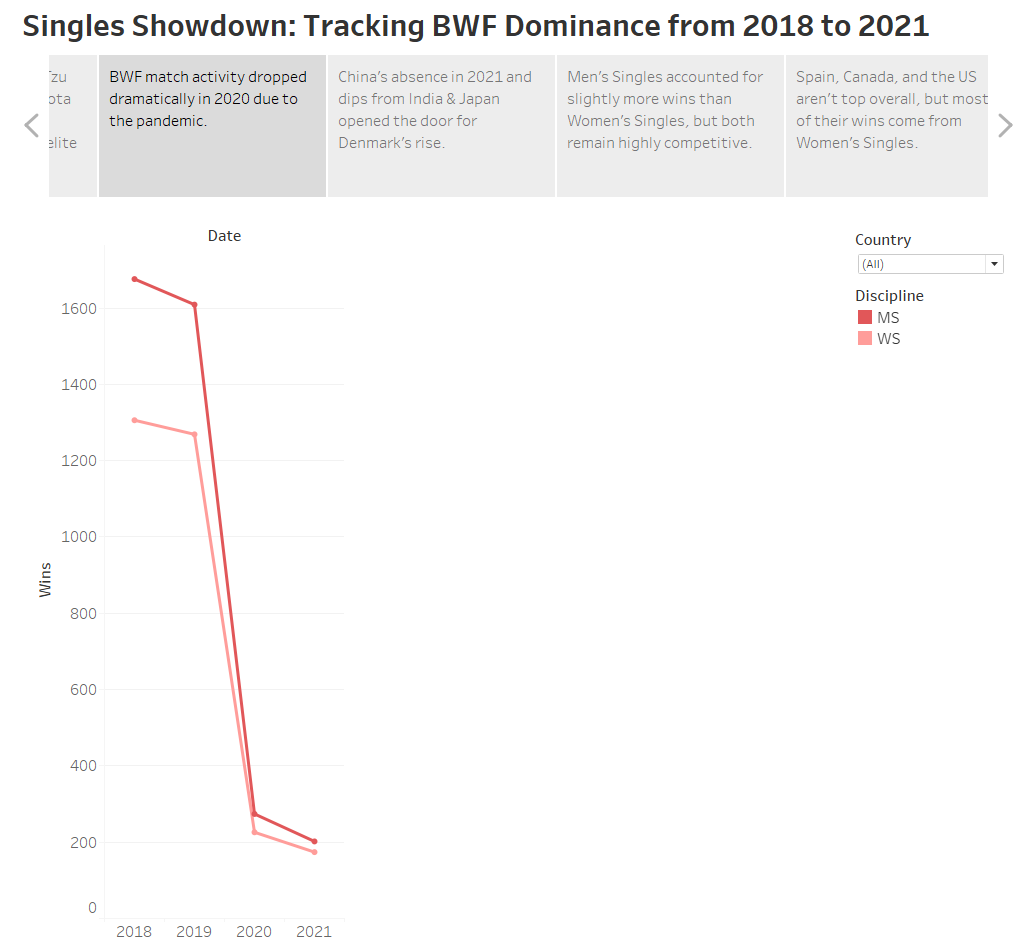 Singles Showdown: Tracking BWF Dominance from 2018 to 2021
ota
elite
BWF match activity dropped
dramatically in 2020 due to
the pandemic.
China's absence in 2021 and
dips from India & Japan
opened the door for
Denmark's rise.
Men's Singles accounted for
slightly more wins than
Women's Singles, but both
remain highly competitive.
Spain, Canada, and the US
aren't top overall, but most
of their wins come from
Women's Singles.
Date
Country
(All)
Discipline
MS
WS
Wins
1600
1400
1200
1000
800
600
400
200
0
2018 2019 2020 2021